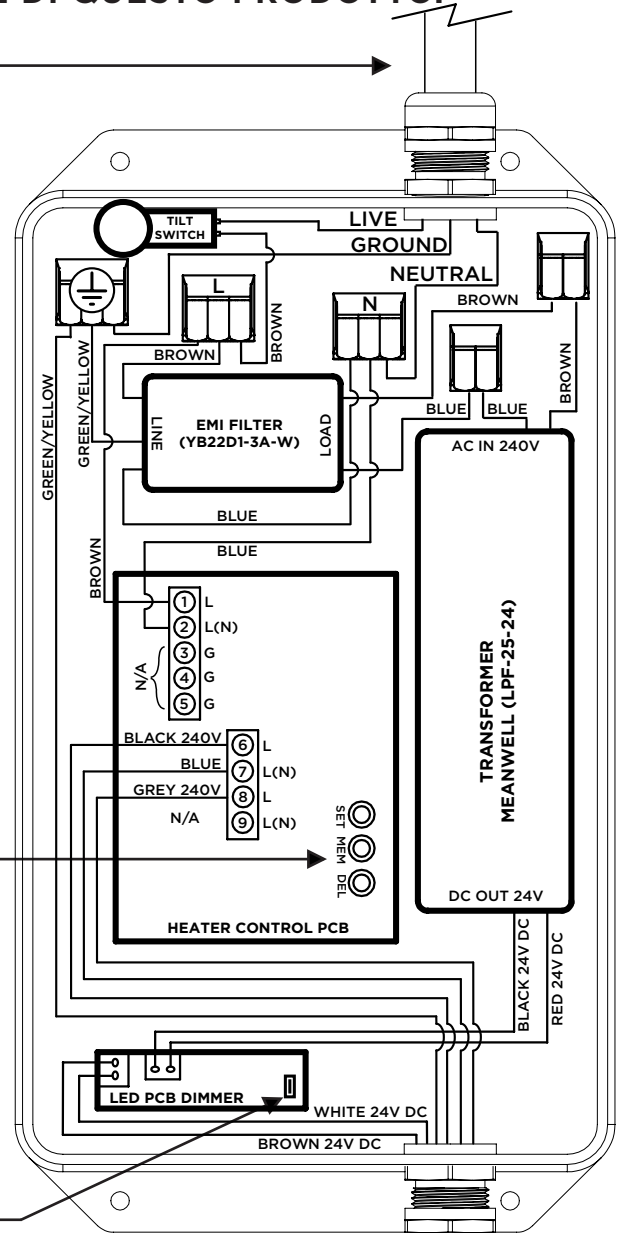 DI QUESTO PRODOTTO
TILT
SWITCH
LIVE
GROUND
NEUTRAL
L
N
BROWN
BROWN
BROWN
BROWN
GREEN/YELLOW
GREEN/YELLOW
LINE
EMI FILTER
(YB22D1-3A-W)
LOAD
BLUE
BLUE
AC IN 240V
BLUE
BLUE
BROWN
1 L
2 L(N)
3 G
4 G
5 G
N/A
BLACK 240V 6 L
BLUE 7 L(N)
GREY 240V 8 L
N/A 9 L(N)
SET
MEM
DEL
HEATER CONTROL PCB
TRANSFORMER
MEANWELL (LPF-25-24)
DC OUT 24V
BLACK 24V DC
RED 24V DC
LED PCB DIMMER
WHITE 24V DC
BROWN 24V DC